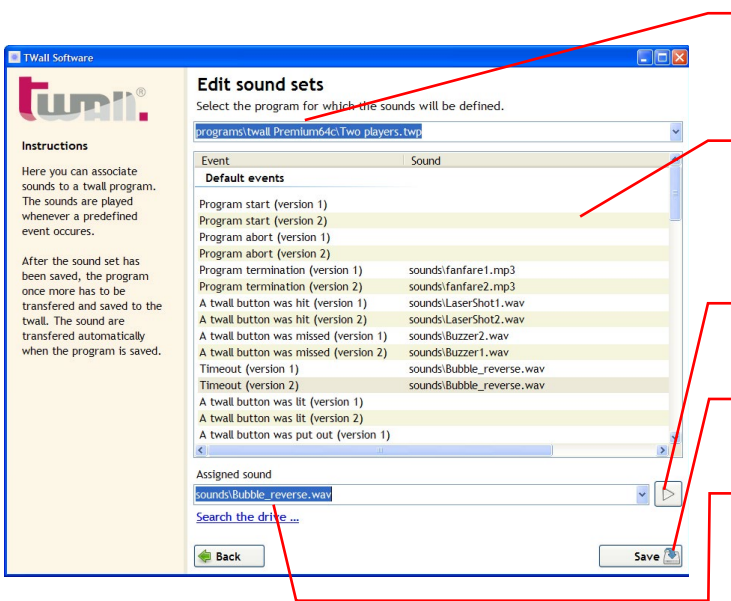 TWall Software
twall.®
Instructions
Here you can associate
sounds to a twall program.
The sounds are played
whenever a predefined
event occures.
After the sound set has
been saved, the program
once more has to be
transfered and saved to the
twall. The sound are
transfered automatically
when the program is saved.
Edit sound sets
Select the program for which the sounds will be defined.
programs\twall Premium64c\Two players.twp
Event Sound
Default events
Program start (version 1)
Program start (version 2)
Program abort (version 1)
Program abort (version 2)
Program termination (version 1) sounds\fanfare1.mp3
Program termination (version 2) sounds\fanfare2.mp3
A twall button was hit (version 1) sounds\LaserShot1.wav
A twall button was hit (version 2) sounds\LaserShot2.wav
A twall button was missed (version 1) sounds\Buzzer2.wav
A twall button was missed (version 2) sounds\Buzzer1.wav
Timeout (version 1) sounds\Bubble_reverse.wav
Timeout (version 2) sounds\Bubble_reverse.wav
A twall button was lit (version 1)
A twall button was lit (version 2)
A twall button was put out (version 1)
Assigned sound
sounds\Bubble_reverse.wav
Search the drive ...
Back
Save